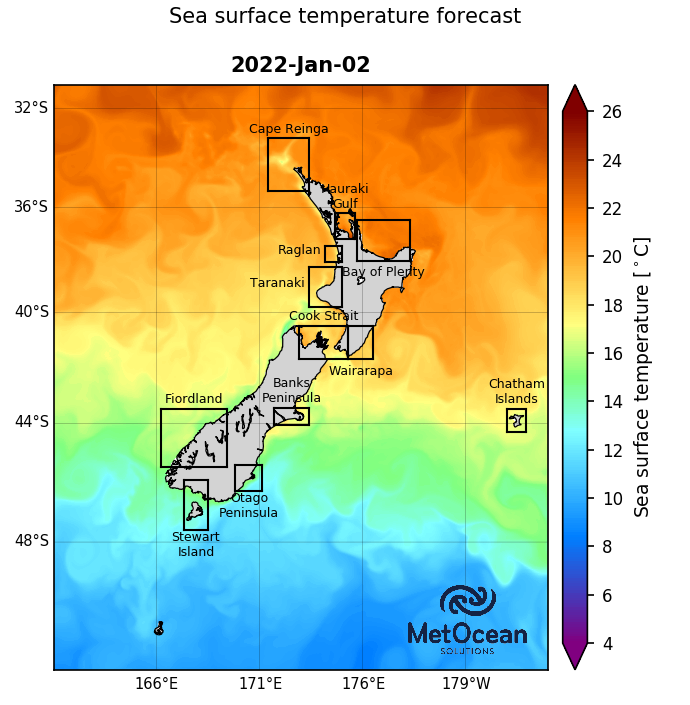 Sea surface temperature forecast
2022-Jan-02
32°S
36°S
40°S
44°S
48°S
166°E
171°E
176°E
179°W
Cape Reinga
Hauraki
Gulf
Raglan
Bay of Plenty
Taranaki
Cook Strait
Wairarapa
Banks
Peninsula
Fiordland
Chatham
Islands
Otago
Peninsula
Stewart
Island
MetOcean
SOLUTIONS
26
24
22
20
18
16
14
12
10
8
6
4
Sea surface temperature [°C]